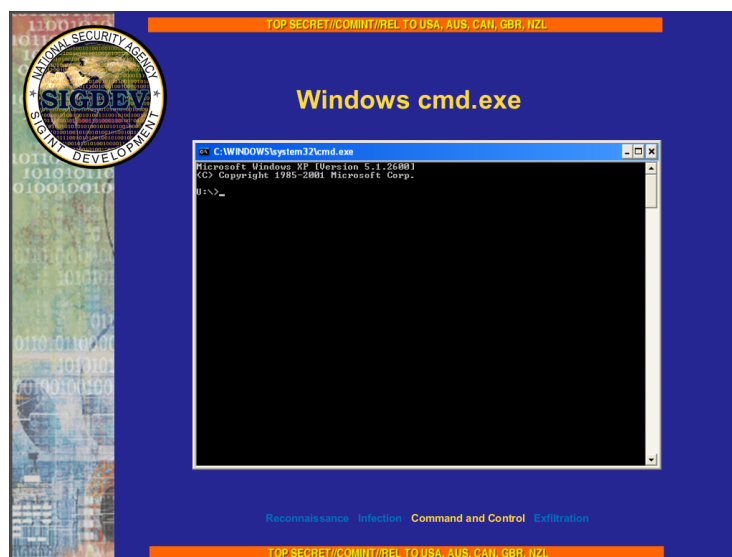 TOP SECRET//COMINT//REL TO USA, AUS, CAN, GBR, NZL
NATIONAL SECURITY AGENCY
SIGDEV
SIGINT DEVELOPMENT
Windows cmd.exe
C:\WINDOWS\system32\cmd.exe
Microsoft Windows XP [Version 5.1.2600]
(C) Copyright 1985-2001 Microsoft Corp.
U:\>_
Reconnaissance Infection Command and Control Exfiltration
TOP SECRET//COMINT//REL TO USA, AUS, CAN, GBR, NZL